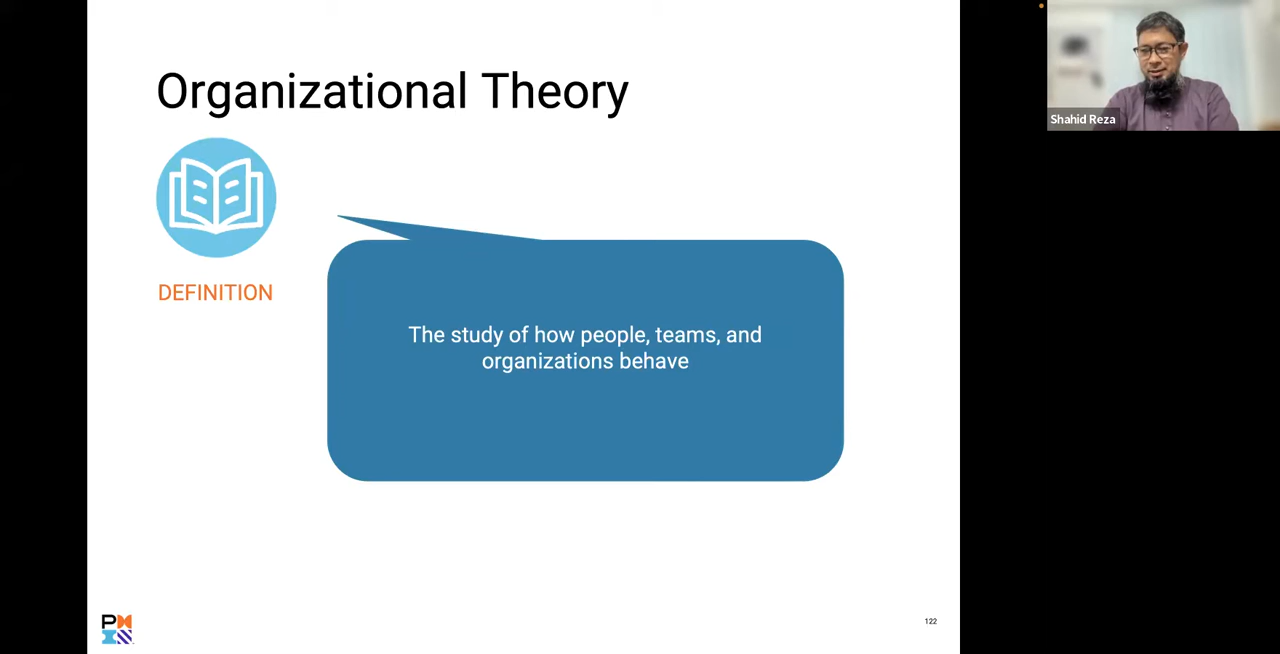 Organizational Theory
Shahid Reza
DEFINITION
The study of how people, teams, and
organizations behave
P
122